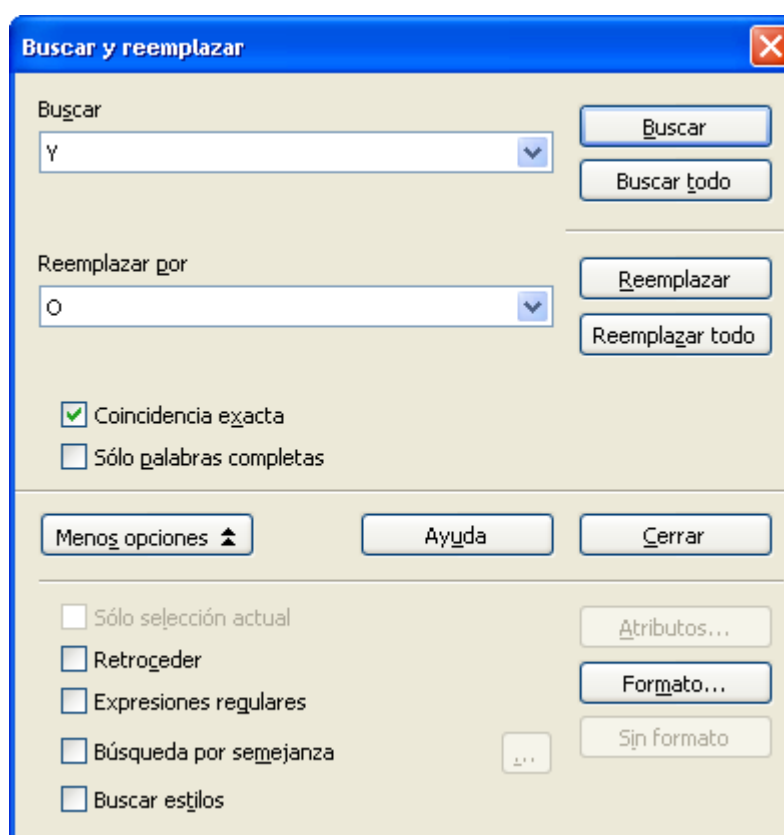 Buscar y reemplazar
Buscar
Y
Buscar
Buscar todo
Reemplazar por
O
Reemplazar
Reemplazar todo
Coincidencia exacta
Sólo palabras completas
Menos opciones
Ayuda
Cerrar
Sólo selección actual
Retroceder
Expresiones regulares
Búsqueda por semejanza
...
Buscar estilos
Atributos...
Formato...
Sin formato